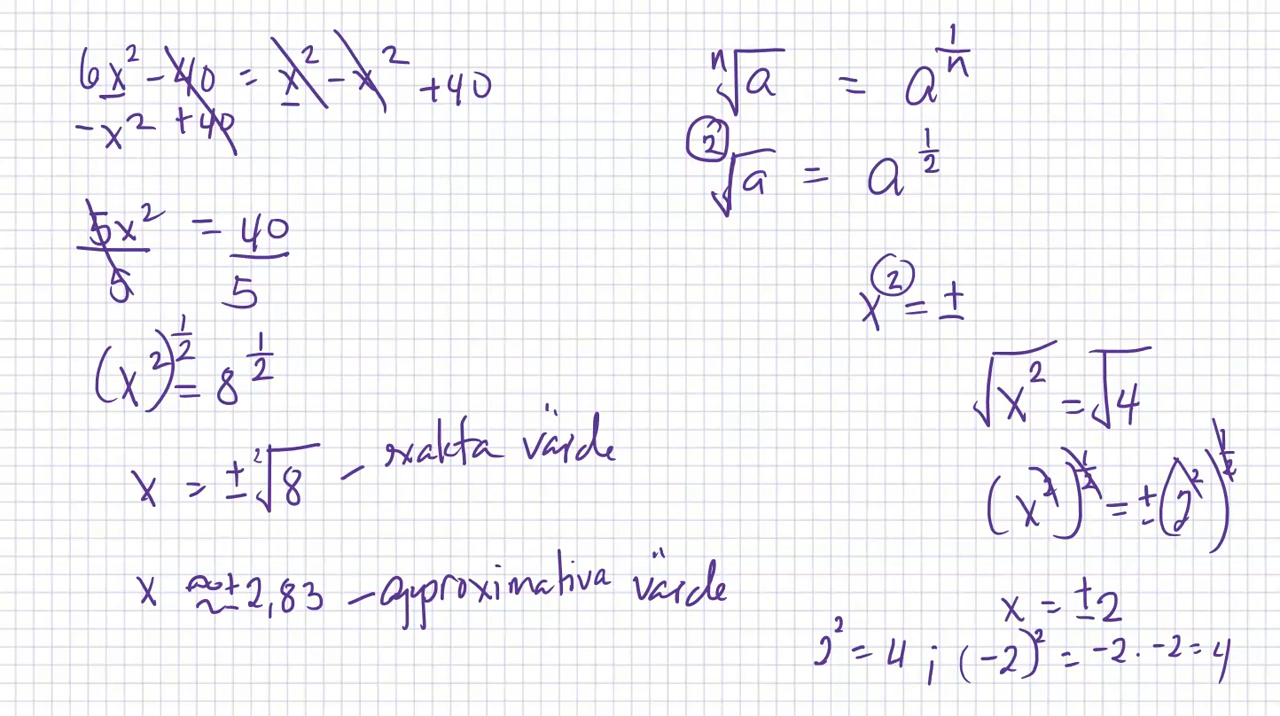 6x² - 40 = x² - x² + 40
-x² + 40
5x²/5 = 40/5
(x²)^½ = 8^½
x = ± ²√8 – exakta värde
x ≈ ± 2,83 – approximativa värde
ⁿ√a = a^(1/n)
²√a = a^½
x² = ±
√x² = √4
(x²)^½ = ±(2²)^½
x = ±2
2² = 4 ; (-2)² = -2 · -2 = 4